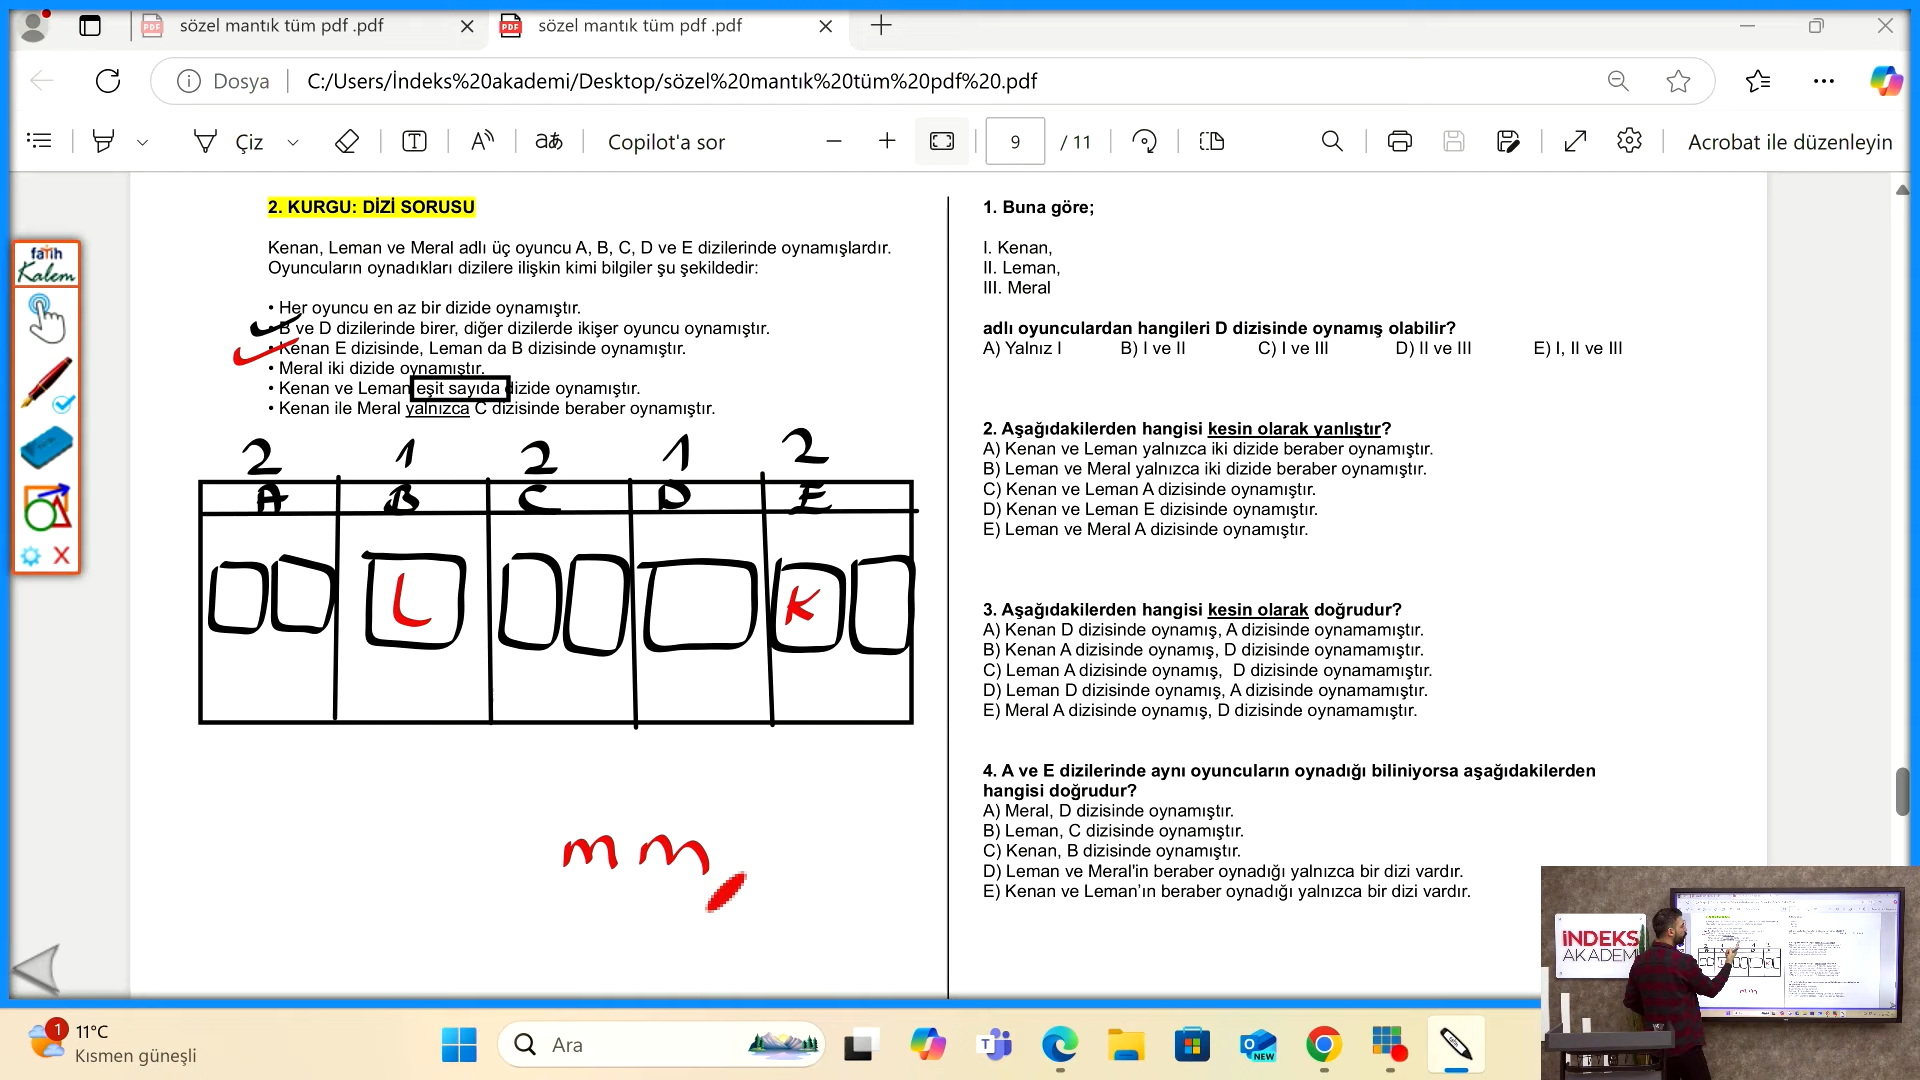 sözel mantık tüm pdf .pdf
sözel mantık tüm pdf .pdf
Dosya
C:/Users/İndeks%20akademi/Desktop/sözel%20mantık%20tüm%20pdf%20.pdf
Çiz
Copilot'a sor
9 / 11
Acrobat ile düzenleyin
fatih
Kalem
2. KURGU: DİZİ SORUSU
Kenan, Leman ve Meral adlı üç oyuncu A, B, C, D ve E dizilerinde oynamışlardır.
Oyuncuların oynadıkları dizilere ilişkin kimi bilgiler şu şekildedir:
• Her oyuncu en az bir dizide oynamıştır.
• B ve D dizilerinde birer, diğer dizilerde ikişer oyuncu oynamıştır.
• Kenan E dizisinde, Leman da B dizisinde oynamıştır.
• Meral iki dizide oynamıştır.
• Kenan ve Leman eşit sayıda dizide oynamıştır.
• Kenan ile Meral yalnızca C dizisinde beraber oynamıştır.
2 1 2 1 2
A B C D E
L K
m m
1. Buna göre;
I. Kenan,
II. Leman,
III. Meral
adlı oyunculardan hangileri D dizisinde oynamış olabilir?
A) Yalnız I B) I ve II C) I ve III D) II ve III E) I, II ve III
2. Aşağıdakilerden hangisi kesin olarak yanlıştır?
A) Kenan ve Leman yalnızca iki dizide beraber oynamıştır.
B) Leman ve Meral yalnızca iki dizide beraber oynamıştır.
C) Kenan ve Leman A dizisinde oynamıştır.
D) Kenan ve Leman E dizisinde oynamıştır.
E) Leman ve Meral A dizisinde oynamıştır.
3. Aşağıdakilerden hangisi kesin olarak doğrudur?
A) Kenan D dizisinde oynamış, A dizisinde oynamamıştır.
B) Kenan A dizisinde oynamış, D dizisinde oynamamıştır.
C) Leman A dizisinde oynamış, D dizisinde oynamamıştır.
D) Leman D dizisinde oynamış, A dizisinde oynamamıştır.
E) Meral A dizisinde oynamış, D dizisinde oynamamıştır.
4. A ve E dizilerinde aynı oyuncuların oynadığı biliniyorsa aşağıdakilerden
hangisi doğrudur?
A) Meral, D dizisinde oynamıştır.
B) Leman, C dizisinde oynamıştır.
C) Kenan, B dizisinde oynamıştır.
D) Leman ve Meral'in beraber oynadığı yalnızca bir dizi vardır.
E) Kenan ve Leman'ın beraber oynadığı yalnızca bir dizi vardır.
İNDEKS
AKADEMİ
1
11°C
Kısmen güneşli
Ara
NEW